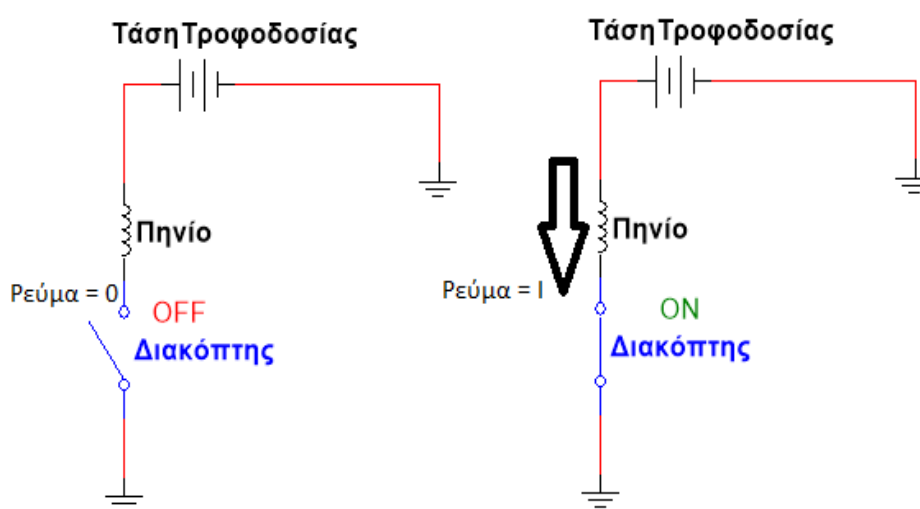 Τάση Τροφοδοσίας
Πηνίο
Ρεύμα = 0
OFF
Διακόπτης
Τάση Τροφοδοσίας
Πηνίο
Ρεύμα = Ι
ON
Διακόπτης